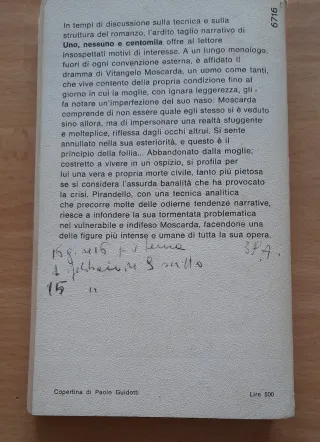 6716
In tempi di discussione sulla tecnica e sulla
struttura del romanzo, l'ardito taglio narrativo di
Uno, nessuno e centomila offre al lettore
insospettati motivi di interesse. A un lungo monologo,
fuori di ogni convenzione esterna, è affidato il
dramma di Vitangelo Moscarda, un uomo come tanti,
che vive contento della propria condizione fino al
giorno in cui la moglie, con ignara leggerezza, gli
fa notare un'imperfezione del suo naso: Moscarda
comprende di non essere quale egli stesso si è veduto
sino allora, ma di impersonare una realtà sfuggente
e molteplice, riflessa dagli occhi altrui. Si sente
annullato nella sua esteriorità, e questo è il
principio della follia.. Abbandonato dalla moglie,
costretto a vivere in un ospizio, si profila per
lui una vera e propria morte civile, tanto più pietosa
se si considera l'assurda banalità che ha provocato
la crisi. Pirandello, con una tecnica analitica
che precorre molte delle odierne tendenze narrative,
riesce a infondere la sua tormentata problematica
nel vulnerabile e indifeso Moscarda, facendone una
delle figure più intense e umane di tutta la sua opera.
15 "
Copertina di Paolo Guidotti
Lire 500